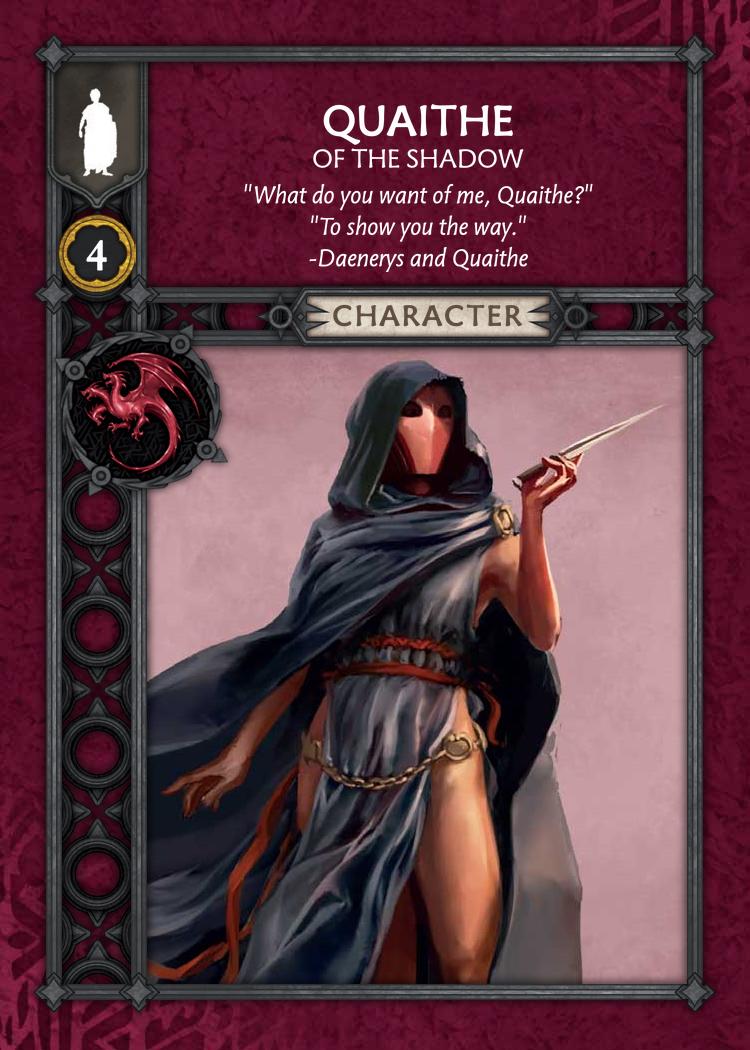 QUAITHE
OF THE SHADOW
"What do you want of me, Quaithe?"
"To show you the way."
-Daenerys and Quaithe
4
CHARACTER